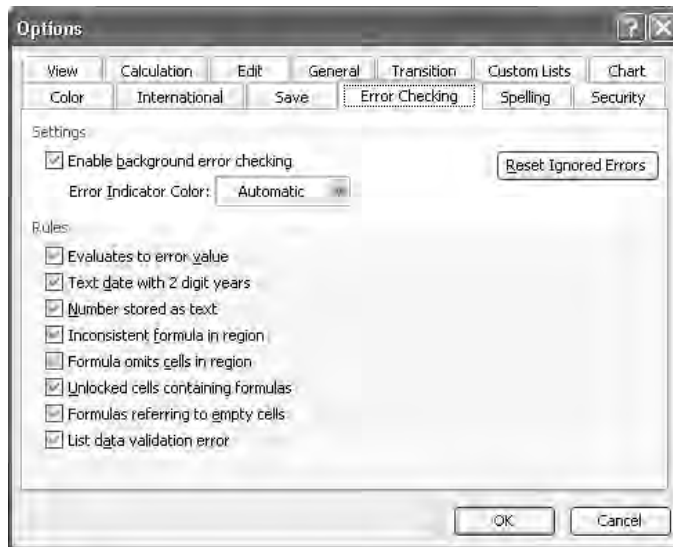 Options
View Calculation Edit General Transition Custom Lists Chart
Color International Save Error Checking Spelling Security
Settings
Enable background error checking
Reset Ignored Errors
Error Indicator Color: Automatic
Rules
Evaluates to error value
Text date with 2 digit years
Number stored as text
Inconsistent formula in region
Formula omits cells in region
Unlocked cells containing formulas
Formulas referring to empty cells
List data validation error
OK Cancel